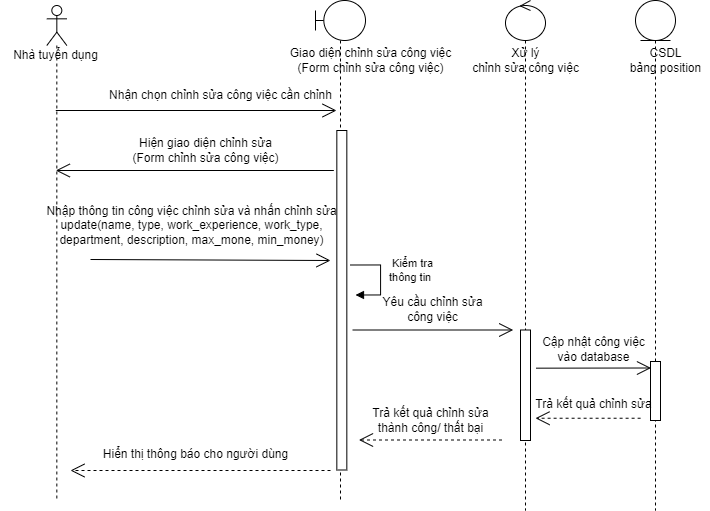 Nhà tuyển dụng
Giao diện chỉnh sửa công việc
(Form chỉnh sửa công việc)
Xử lý
chỉnh sửa công việc
CSDL
bảng position
Nhận chọn chỉnh sửa công việc cần chỉnh
Hiện giao diện chỉnh sửa
(Form chỉnh sửa công việc)
Nhập thông tin công việc chỉnh sửa và nhấn chỉnh sửa
update(name, type, work_experience, work_type,
department, description, max_mone, min_money)
Kiểm tra
thông tin
Yêu cầu chỉnh sửa
công việc
Cập nhật công việc
vào database
Trả kết quả chỉnh sửa
Trả kết quả chỉnh sửa
thành công/ thất bại
Hiển thị thông báo cho người dùng